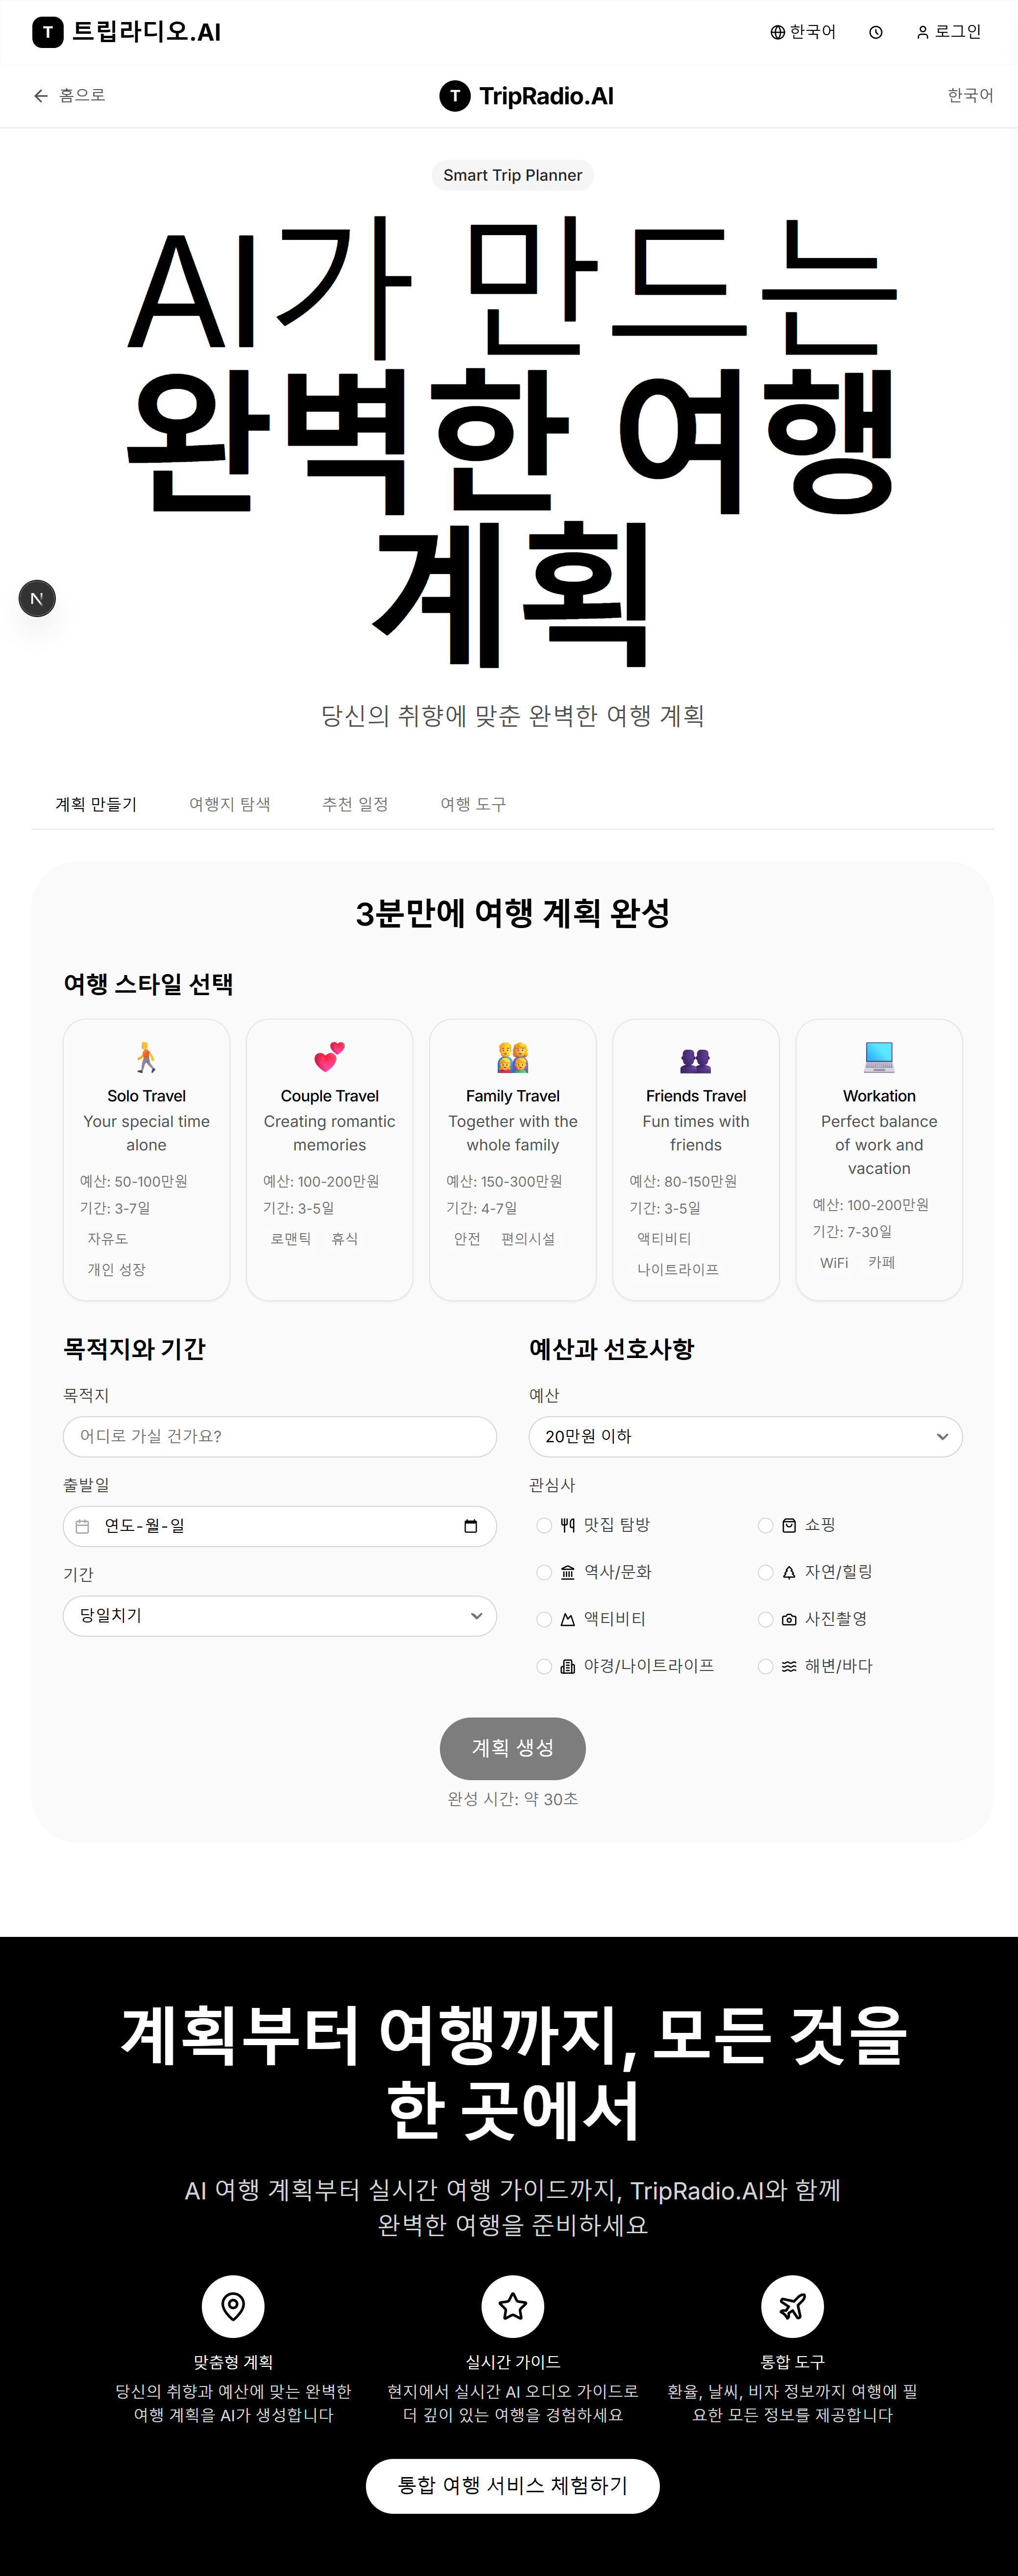 T 트립라디오.AI
한국어
로그인
홈으로
T TripRadio.AI
한국어
Smart Trip Planner
AI가 만드는
완벽한 여행
계획
N
당신의 취향에 맞춘 완벽한 여행 계획
계획 만들기
여행지 탐색
추천 일정
여행 도구
3분만에 여행 계획 완성
여행 스타일 선택
Solo Travel
Your special time
alone
예산: 50-100만원
기간: 3-7일
자유도
개인 성장
Couple Travel
Creating romantic
memories
예산: 100-200만원
기간: 3-5일
로맨틱 휴식
Family Travel
Together with the
whole family
예산: 150-300만원
기간: 4-7일
안전 편의시설
Friends Travel
Fun times with
friends
예산: 80-150만원
기간: 3-5일
액티비티
나이트라이프
Workation
Perfect balance
of work and
vacation
예산: 100-200만원
기간: 7-30일
WiFi 카페
목적지와 기간
목적지
어디로 가실 건가요?
출발일
연도-월-일
기간
당일치기
예산과 선호사항
예산
20만원 이하
관심사
맛집 탐방
쇼핑
역사/문화
자연/힐링
액티비티
사진촬영
야경/나이트라이프
해변/바다
계획 생성
완성 시간: 약 30초
계획부터 여행까지, 모든 것을
한 곳에서
AI 여행 계획부터 실시간 여행 가이드까지, TripRadio.AI와 함께
완벽한 여행을 준비하세요
맞춤형 계획
당신의 취향과 예산에 맞는 완벽한
여행 계획을 AI가 생성합니다
실시간 가이드
현지에서 실시간 AI 오디오 가이드로
더 깊이 있는 여행을 경험하세요
통합 도구
환율, 날씨, 비자 정보까지 여행에 필
요한 모든 정보를 제공합니다
통합 여행 서비스 체험하기